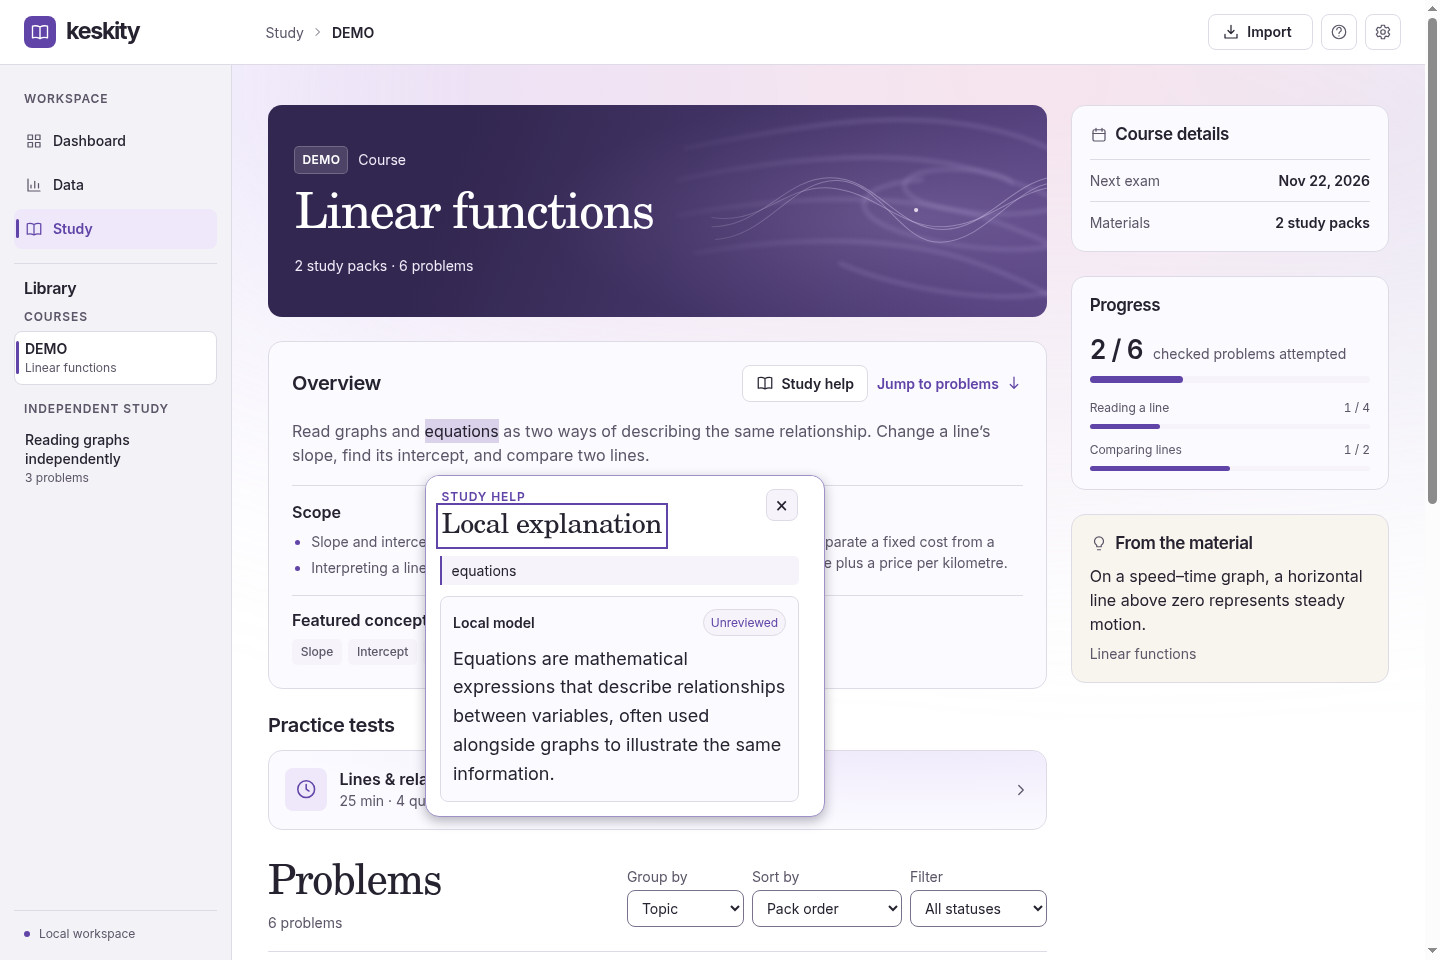 keskity
Study
DEMO
Import
WORKSPACE
Dashboard
Data
Study
Library
COURSES
DEMO
Linear functions
INDEPENDENT STUDY
Reading graphs
independently
3 problems
Local workspace
DEMO
Course
Linear functions
2 study packs · 6 problems
Overview
Study help
Jump to problems
Read graphs and equations as two ways of describing the same relationship. Change a line’s
slope, find its intercept, and compare two lines.
Scope
Slope and
Interpreting a line
a fixed cost from a
plus a price per kilometre.
Featured
Slope
Intercept
STUDY HELP
Local explanation
equations
Local model
Unreviewed
Equations are mathematical
expressions that describe relationships
between variables, often used
alongside graphs to illustrate the same
information.
Practice tests
Lines &
25 min · 4
Problems
6 problems
Group by
Topic
Sort by
Pack order
Filter
All statuses
Course details
Next exam
Nov 22, 2026
Materials
2 study packs
Progress
2 / 6 checked problems attempted
Reading a line
1 / 4
Comparing lines
1 / 2
From the material
On a speed–time graph, a horizontal
line above zero represents steady
motion.
Linear functions